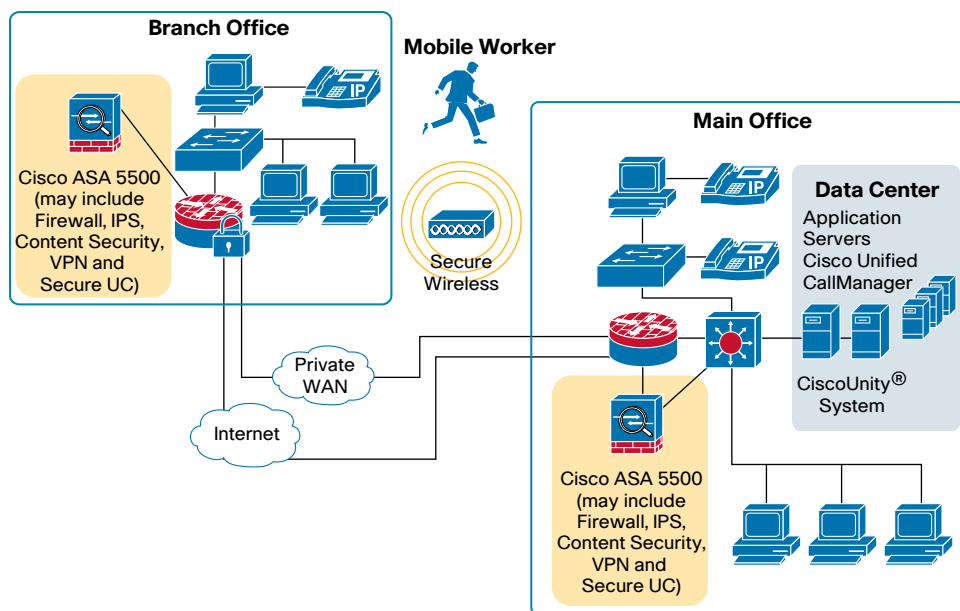 Branch Office
IP
Cisco ASA 5500
(may include
Firewall, IPS,
Content Security,
VPN and
Secure UC)
Mobile Worker
Secure
Wireless
Private
WAN
Internet
Main Office
IP
IP
Data Center
Application
Servers
Cisco Unified
CallManager
CiscoUnity®
System
Cisco ASA 5500
(may include
Firewall, IPS,
Content Security,
VPN and
Secure UC)